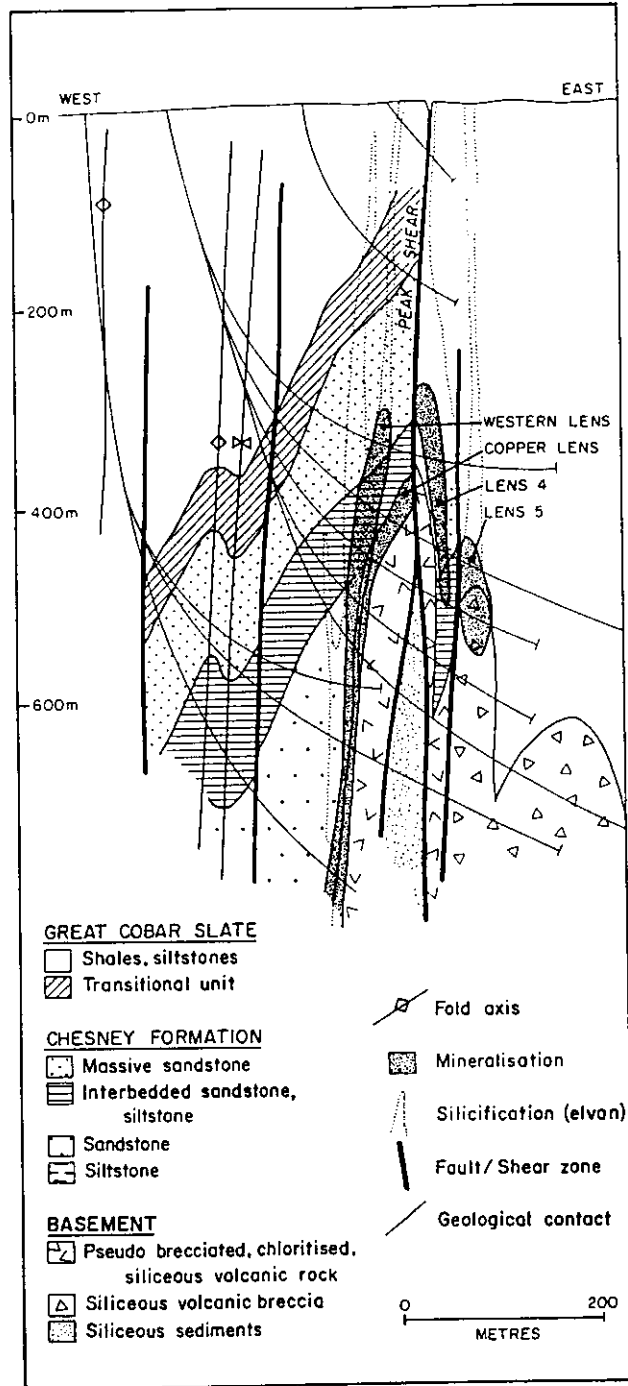 WEST
EAST
0m
PEAK SHEAR
200m
WESTERN LENS
COPPER LENS
400m
LENS 4
LENS 5
600m
GREAT COBAR SLATE
Shales, siltstones
Transitional unit
CHESNEY FORMATION
Massive sandstone
Interbedded sandstone,
siltstone
Sandstone
Siltstone
BASEMENT
Pseudo brecciated, chloritised,
siliceous volcanic rock
Siliceous volcanic breccia
Siliceous sediments
Fold axis
Mineralisation
Silicification (elvan)
Fault/Shear zone
Geological contact
0 200
METRES